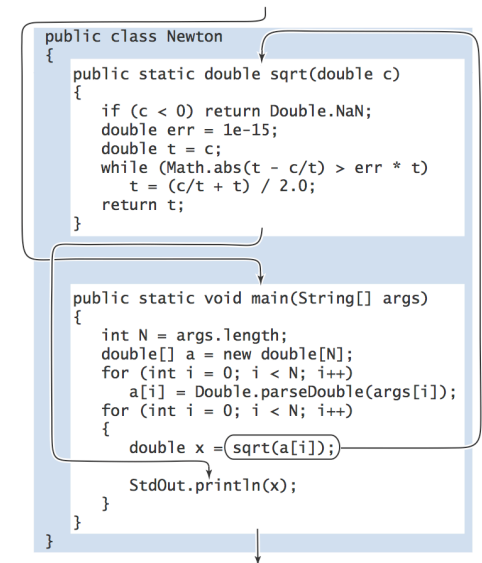 public class Newton
{
public static double sqrt(double c)
{
if (c < 0) return Double.NaN;
double err = 1e-15;
double t = c;
while (Math.abs(t - c/t) > err * t)
t = (c/t + t) / 2.0;
return t;
}
public static void main(String[] args)
{
int N = args.length;
double[] a = new double[N];
for (int i = 0; i < N; i++)
a[i] = Double.parseDouble(args[i]);
for (int i = 0; i < N; i++)
{
double x = sqrt(a[i]);
StdOut.println(x);
}
}
}